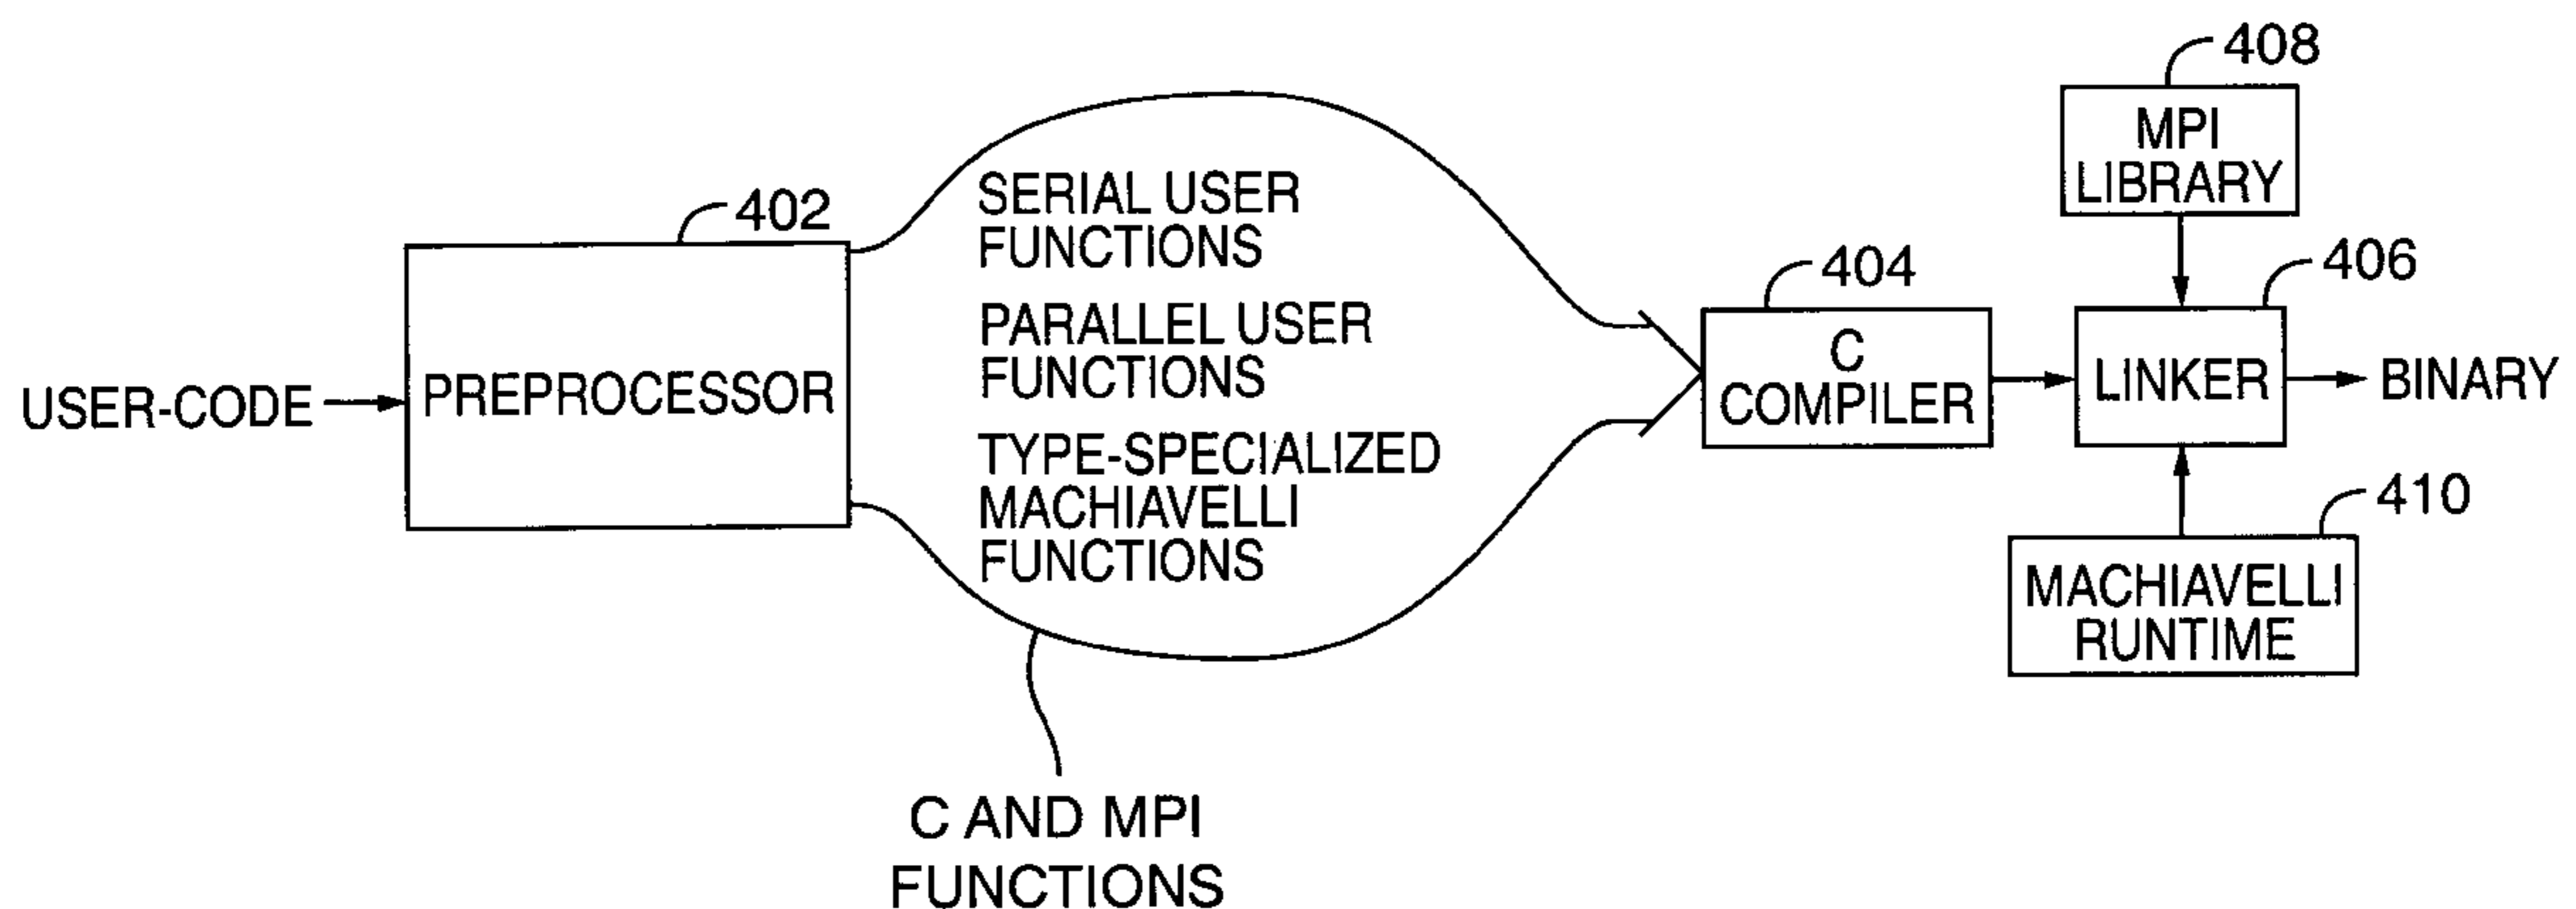 408
MPI
LIBRARY
402
SERIAL USER
FUNCTIONS
404
406
PARALLEL USER
FUNCTIONS
USER-CODE
PREPROCESSOR
C
COMPILER
LINKER
BINARY
TYPE-SPECIALIZED
MACHIAVELLI
FUNCTIONS
410
MACHIAVELLI
RUNTIME
C AND MPI
FUNCTIONS